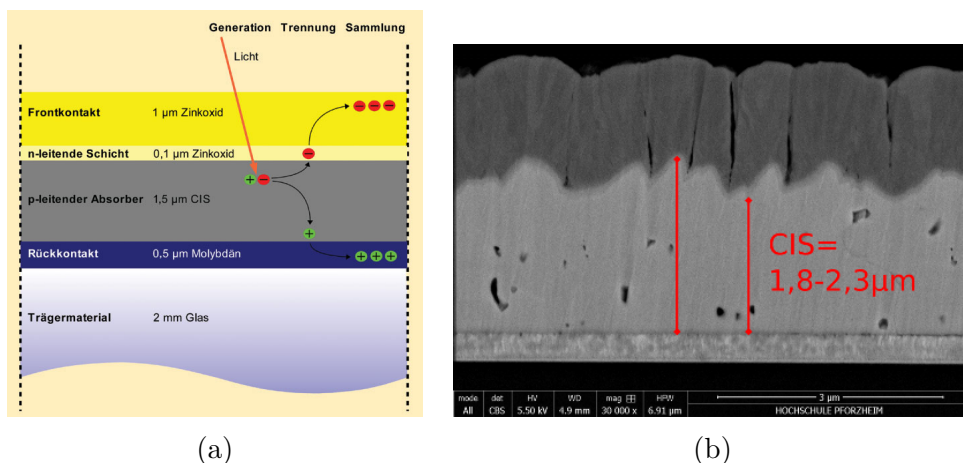 Generation Trennung Sammlung
Licht
Frontkontakt 1 µm Zinkoxid
n-leitende Schicht 0,1 µm Zinkoxid
p-leitender Absorber 1,5 µm CIS
Rückkontakt 0,5 µm Molybdän
Trägermaterial 2 mm Glas
(a)
CIS=
1,8-2,3µm
mode det HV WD mag HFW 3 µm
All CBS 5.50 kV 4.9 mm 30 000 x 6.91 µm HOCHSCHULE PFORZHEIM
(b)